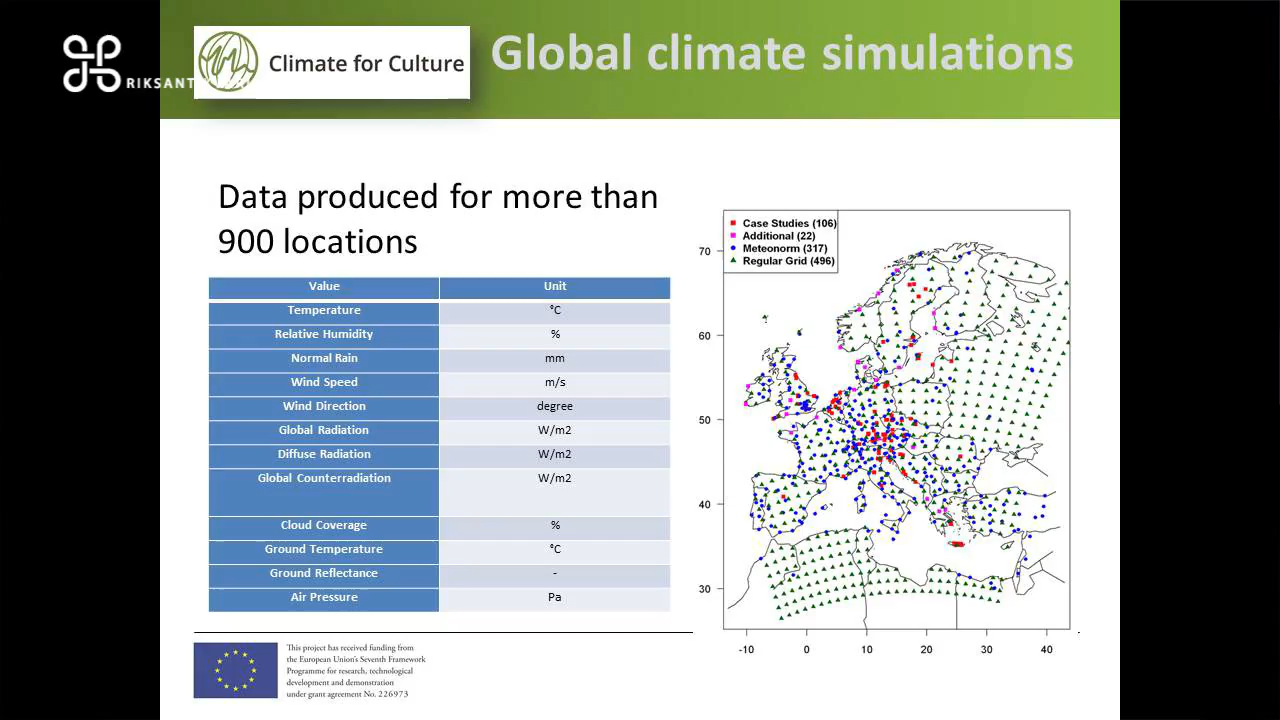 RIKSANT
Climate for Culture
Global climate simulations
Data produced for more than
900 locations
Value Unit
Temperature °C
Relative Humidity %
Normal Rain mm
Wind Speed m/s
Wind Direction degree
Global Radiation W/m2
Diffuse Radiation W/m2
Global Counterradiation W/m2
Cloud Coverage %
Ground Temperature °C
Ground Reflectance -
Air Pressure Pa
Case Studies (106)
Additional (22)
Meteonorm (317)
Regular Grid (496)
70
60
50
40
30
-10 0 10 20 30 40
This project has received funding from
the European Union's Seventh Framework
Programme for research, technological
development and demonstration
under grant agreement No. 226973